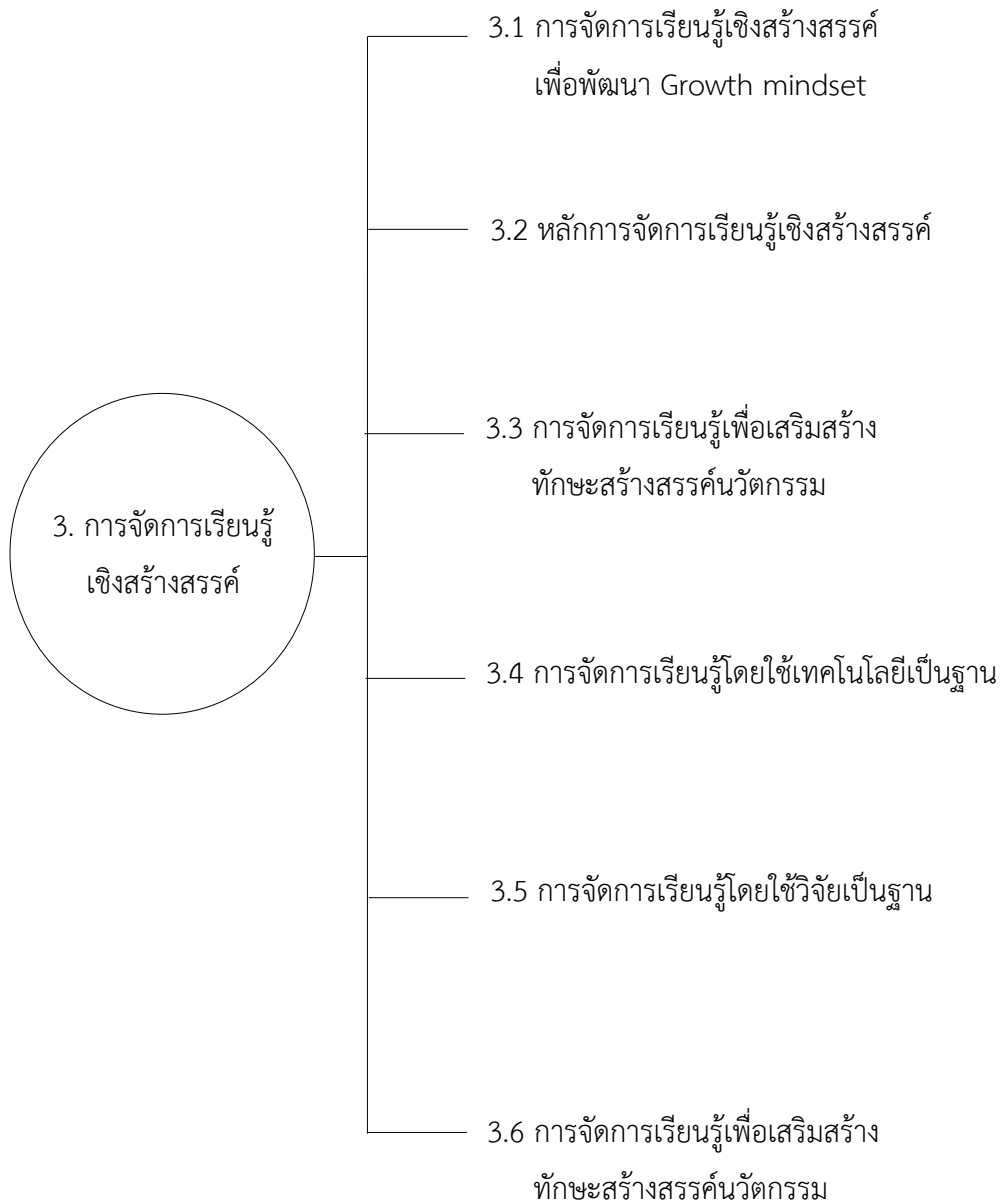 3.1 การจัดการเรียนรู้เชิงสร้างสรรค์
เพื่อพัฒนา Growth mindset
3.2 หลักการจัดการเรียนรู้เชิงสร้างสรรค์
3.3 การจัดการเรียนรู้เพื่อเสริมสร้าง
ทักษะสร้างสรรค์นวัตกรรม
3. การจัดการเรียนรู้
เชิงสร้างสรรค์
3.4 การจัดการเรียนรู้โดยใช้เทคโนโลยีเป็นฐาน
3.5 การจัดการเรียนรู้โดยใช้วิจัยเป็นฐาน
3.6 การจัดการเรียนรู้เพื่อเสริมสร้าง
ทักษะสร้างสรรค์นวัตกรรม